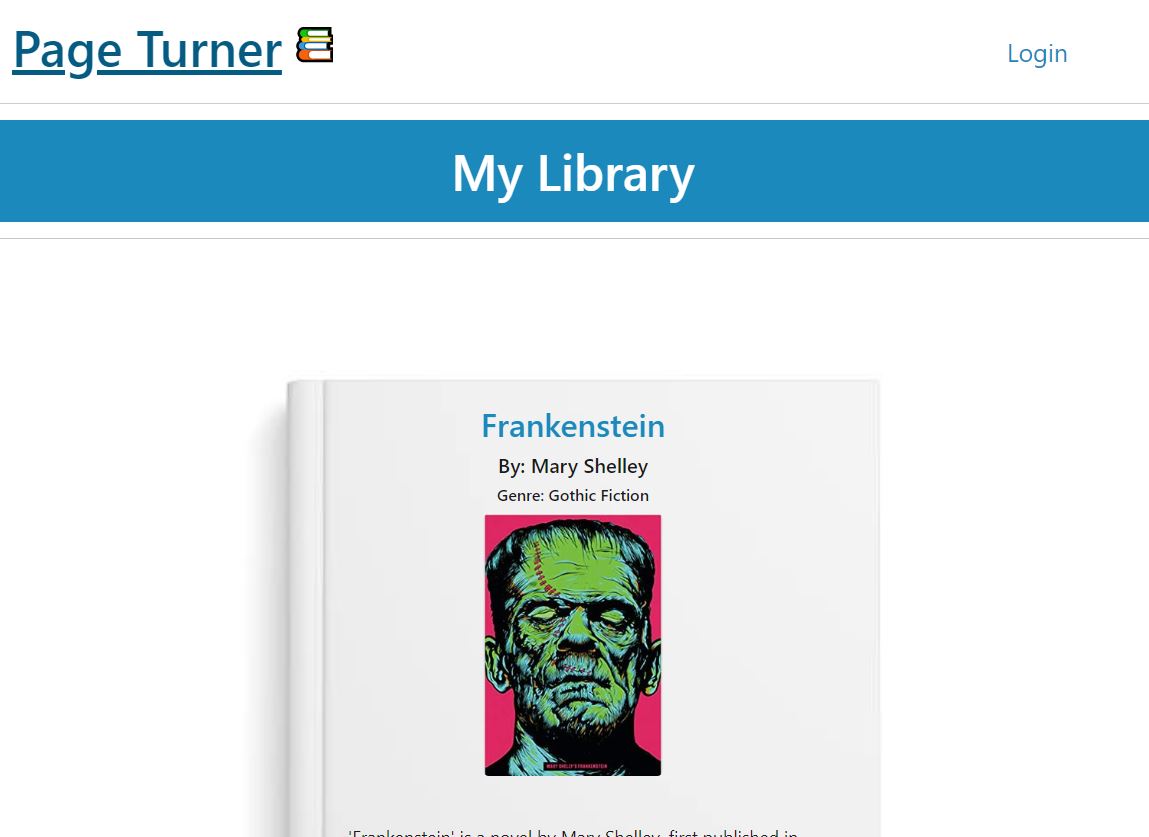 Page Turner
Login
My Library
Frankenstein
By: Mary Shelley
Genre: Gothic Fiction
MARY SHELLEY'S FRANKENSTEIN
'Frankenstein' is a novel by Mary Shelley, first published in